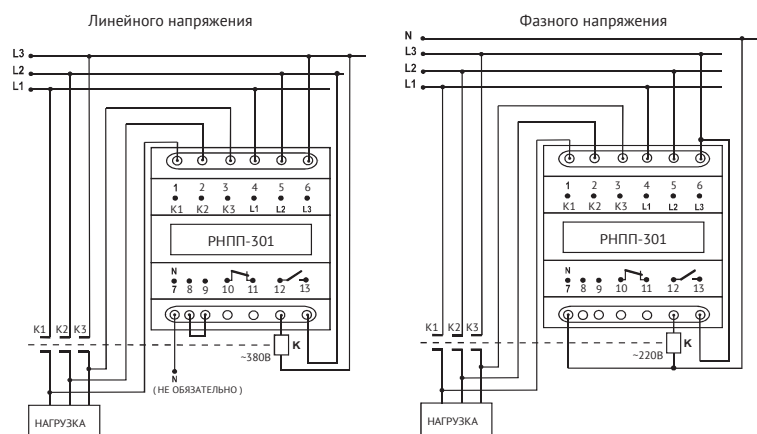 Линейного напряжения
L3
L2
L1
1 2 3 4 5 6
K1 K2 K3 L1 L2 L3
РНПП-301
N
7 8 9 10 11 12 13
K1 K2 K3
K
~380В
N
( НЕ ОБЯЗАТЕЛЬНО )
НАГРУЗКА
Фазного напряжения
N
L3
L2
L1
1 2 3 4 5 6
K1 K2 K3 L1 L2 L3
РНПП-301
N
7 8 9 10 11 12 13
K1 K2 K3
K
~220В
НАГРУЗКА